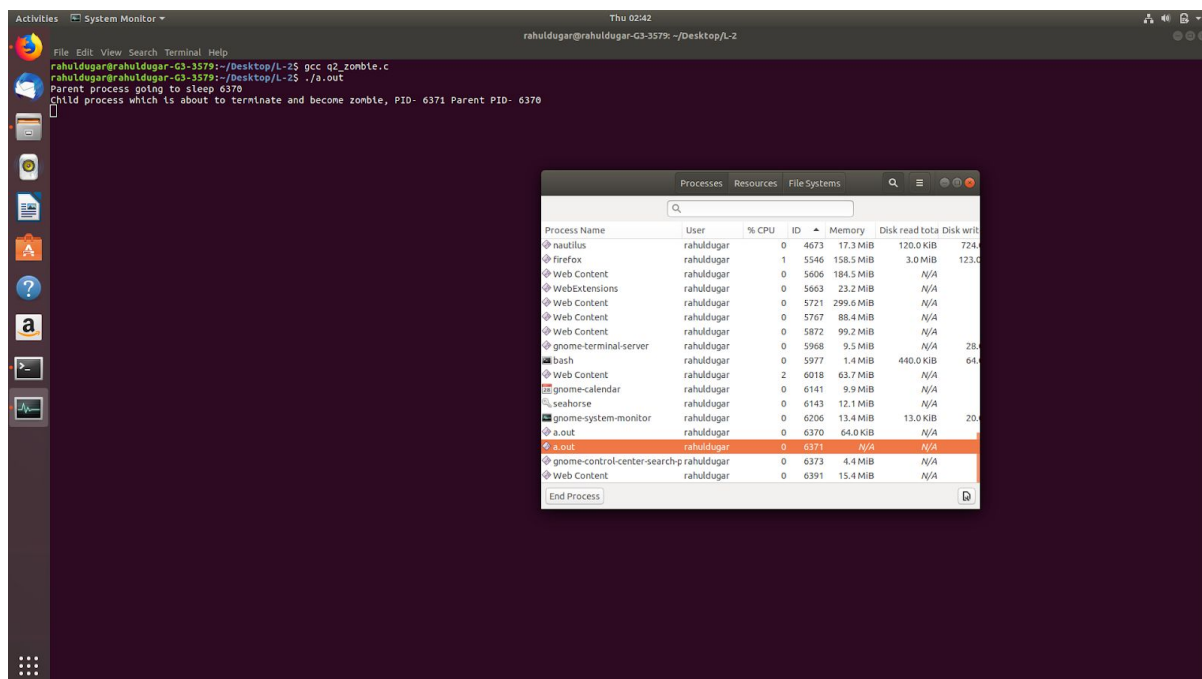 Activities System Monitor Thu 02:42
rahuldugar@rahuldugar-G3-3579: ~/Desktop/L-2
File Edit View Search Terminal Help
rahuldugar@rahuldugar-G3-3579:~/Desktop/L-2$ gcc q2_zombie.c
rahuldugar@rahuldugar-G3-3579:~/Desktop/L-2$ ./a.out
Parent process going to sleep 6370
Child process which is about to terminate and become zombie, PID- 6371 Parent PID- 6370
Processes Resources File Systems
Process Name User % CPU ID Memory Disk read tota Disk writ
nautilus rahuldugar 0 4673 17.3 MiB 120.0 KiB 724.
firefox rahuldugar 1 5546 158.5 MiB 3.0 MiB 123.0
Web Content rahuldugar 0 5606 184.5 MiB N/A
WebExtensions rahuldugar 0 5663 23.2 MiB N/A
Web Content rahuldugar 0 5721 299.6 MiB N/A
Web Content rahuldugar 0 5767 88.4 MiB N/A
Web Content rahuldugar 0 5872 99.2 MiB N/A
gnome-terminal-server rahuldugar 0 5968 9.5 MiB N/A 28.
bash rahuldugar 0 5977 1.4 MiB 440.0 KiB 64.
Web Content rahuldugar 2 6018 63.7 MiB N/A
gnome-calendar rahuldugar 0 6141 9.9 MiB N/A
seahorse rahuldugar 0 6143 12.1 MiB N/A
gnome-system-monitor rahuldugar 0 6206 13.4 MiB 13.0 KiB 20.
a.out rahuldugar 0 6370 64.0 KiB N/A
a.out rahuldugar 0 6371 N/A N/A
gnome-control-center-search-p rahuldugar 0 6373 4.4 MiB N/A
Web Content rahuldugar 0 6391 15.4 MiB N/A
End Process